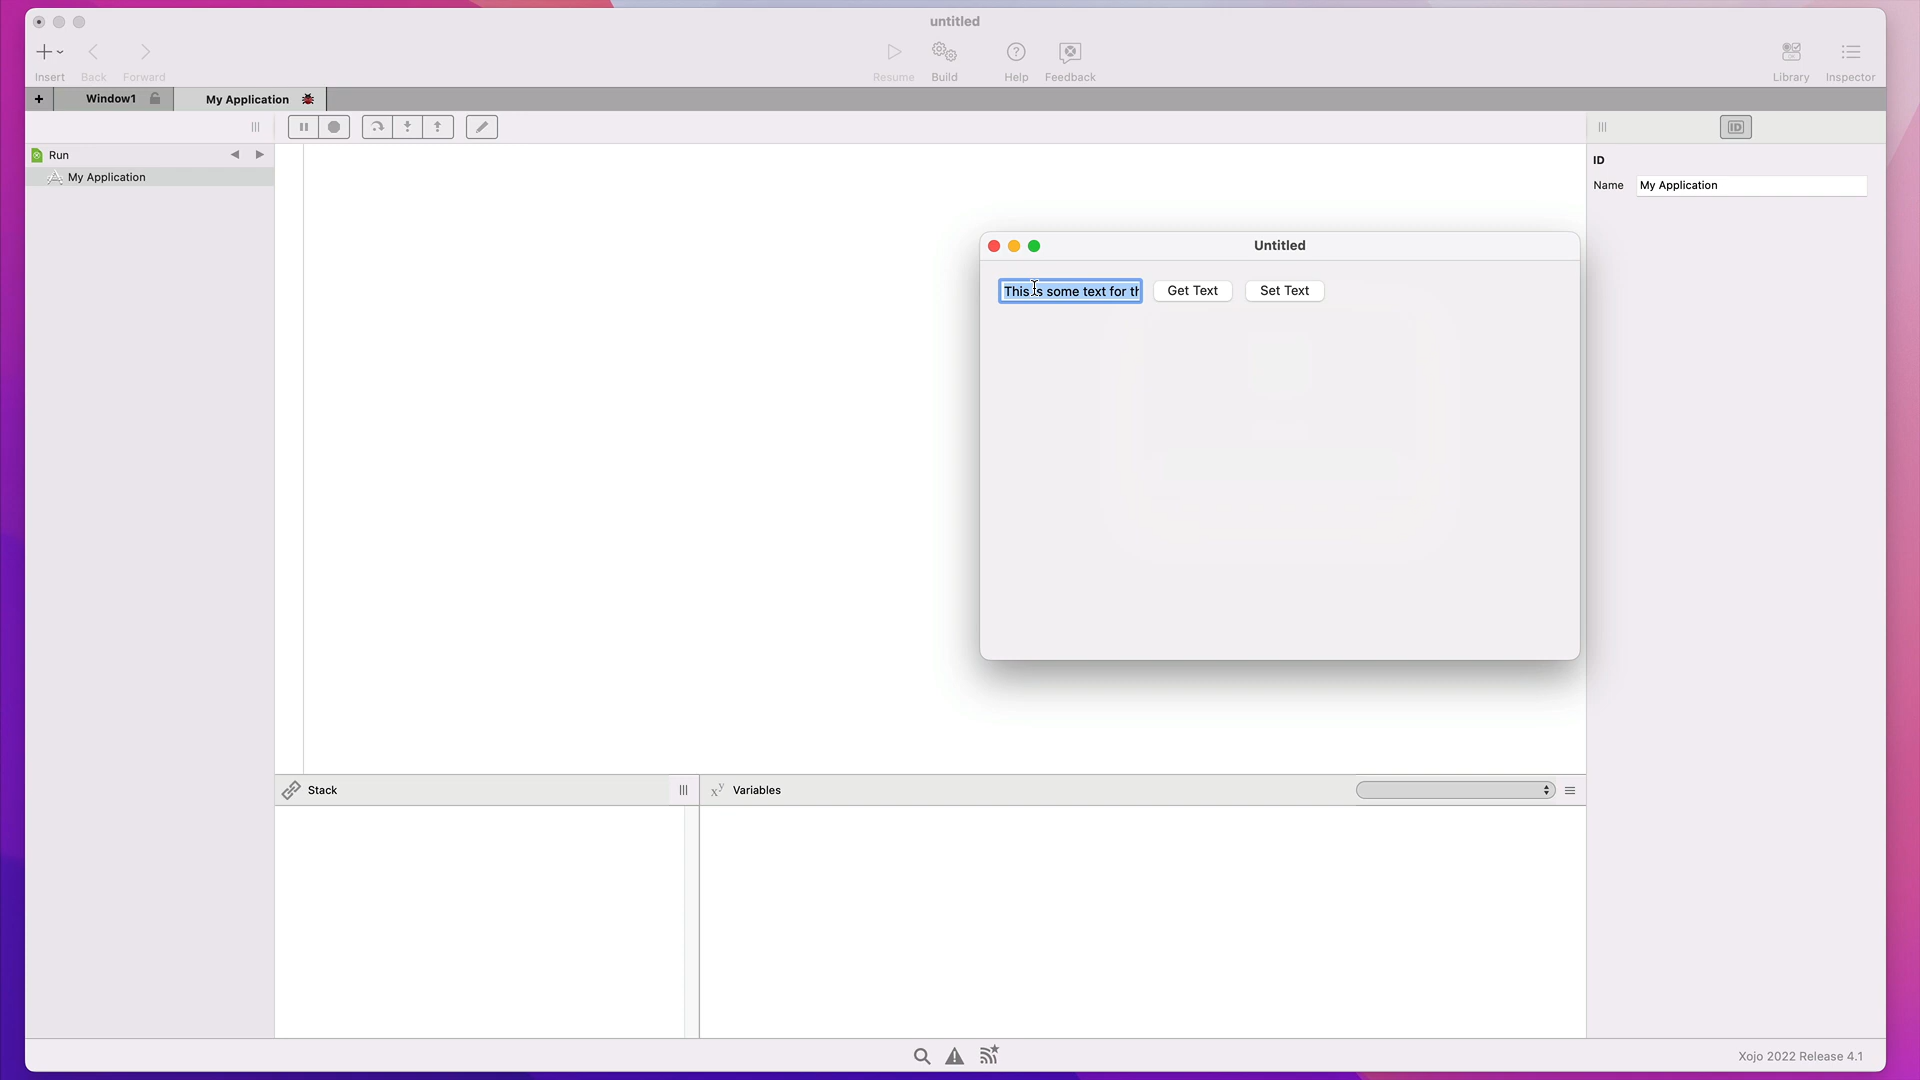 untitled
Insert Back Forward Resume Build Help Feedback Library Inspector
+ Window1 My Application
Run
My Application
ID
Name My Application
Untitled
This is some text for th Get Text Set Text
Stack
xy Variables
Xojo 2022 Release 4.1